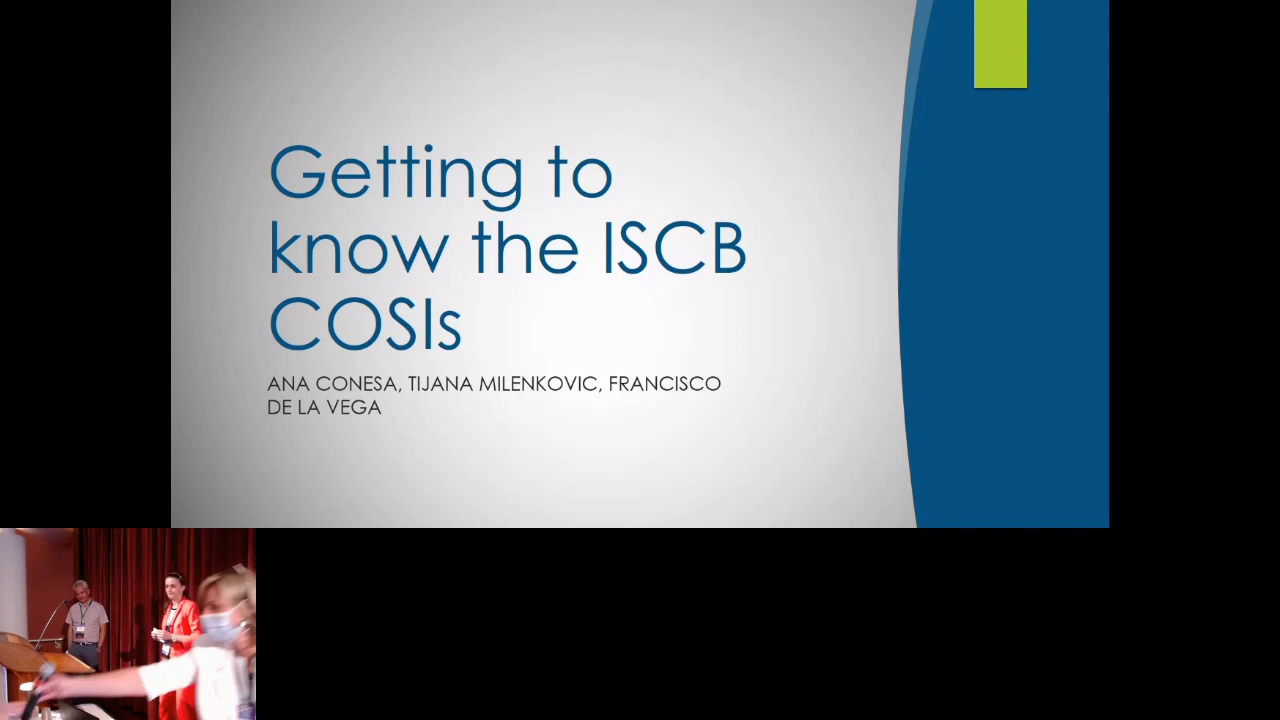 Getting to
know the ISCB
COSIs
ANA CONESA, TIJANA MILENKOVIC, FRANCISCO
DE LA VEGA